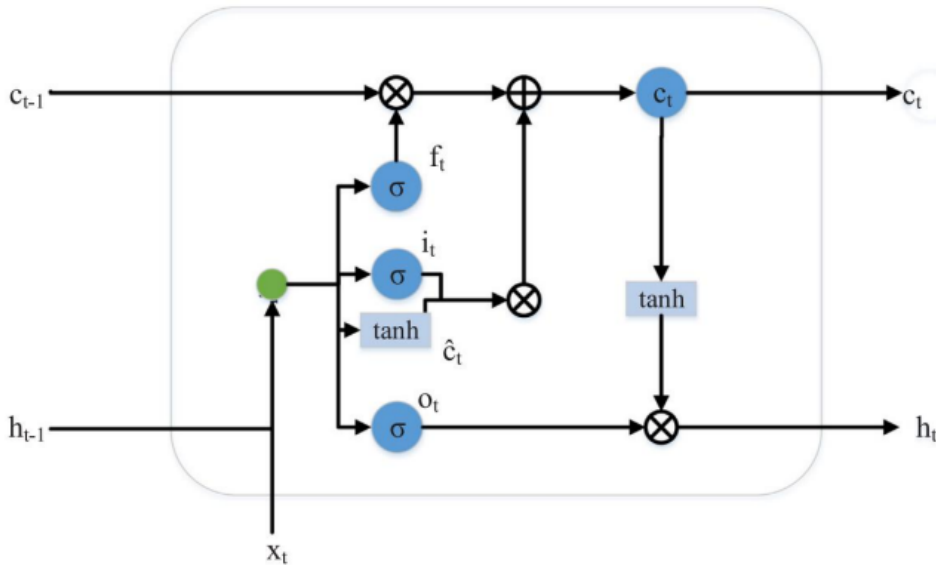 c_{t-1}
c_t
c_t
f_t
σ
i_t
σ
tanh
ĉ_t
tanh
o_t
σ
h_{t-1}
h_t
x_t